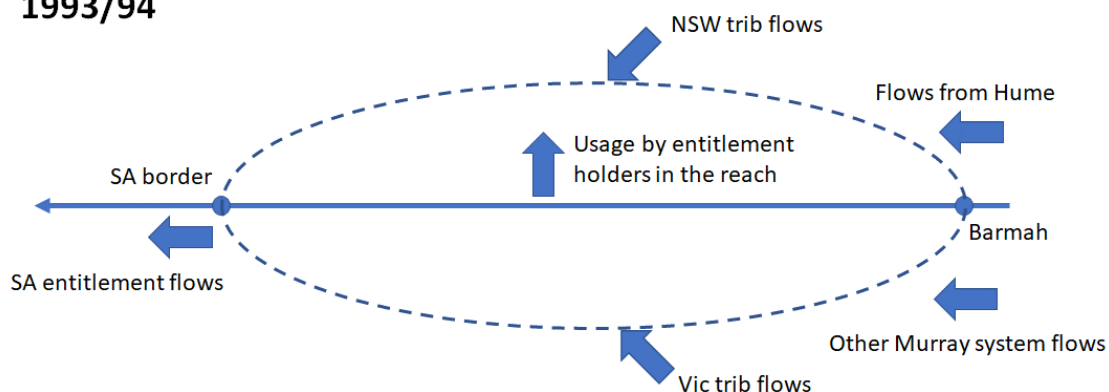 1993/94
NSW trib flows
Flows from Hume
Usage by entitlement
holders in the reach
SA border
Barmah
SA entitlement flows
Other Murray system flows
Vic trib flows